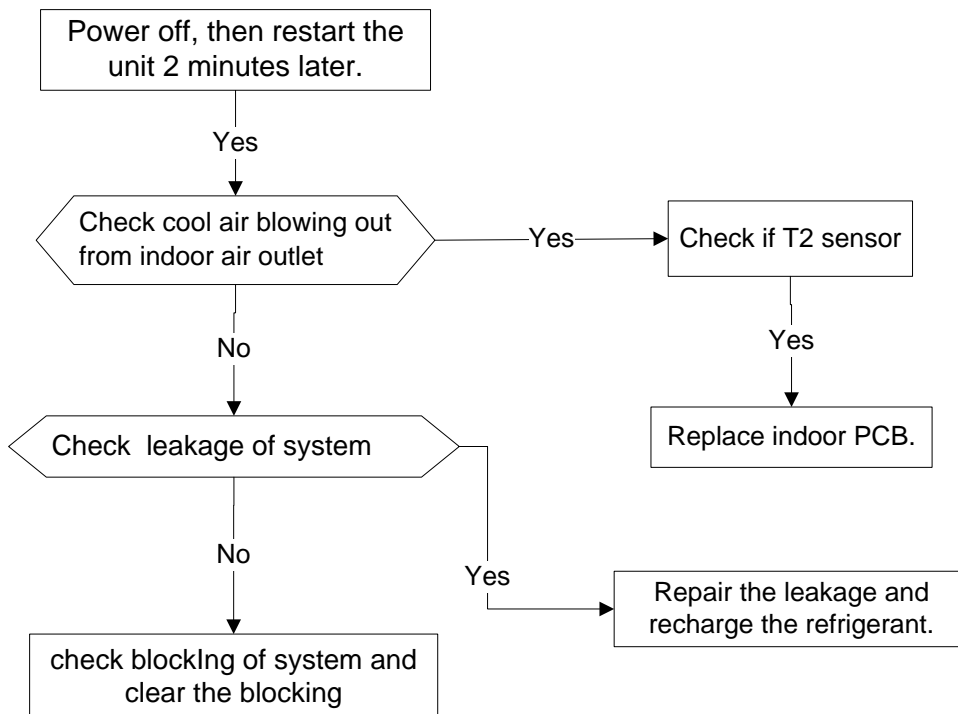 Power off, then restart the
unit 2 minutes later.
Yes
Check cool air blowing out
from indoor air outlet
Yes
Check if T2 sensor
Yes
No
Replace indoor PCB.
Check leakage of system
No
Yes
Repair the leakage and
recharge the refrigerant.
check blockIng of system and
clear the blocking